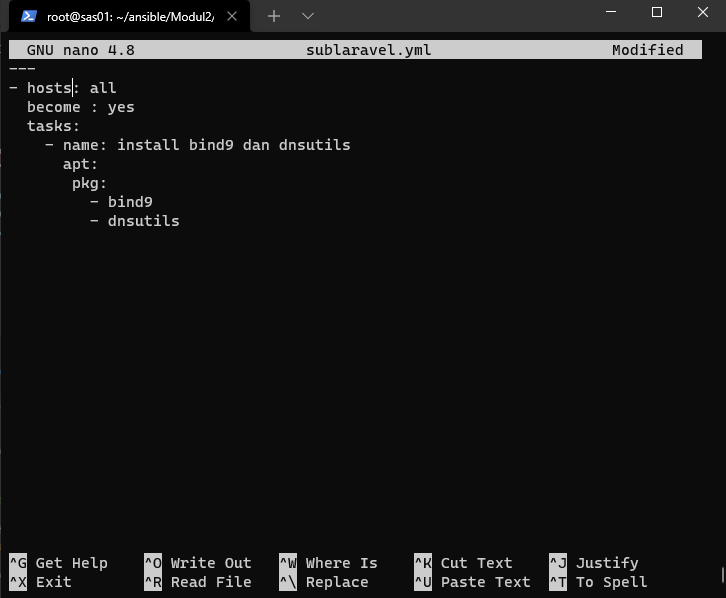 root@sas01: ~/ansible/Modul2/
GNU nano 4.8 sublaravel.yml Modified
---
- hosts: all
  become : yes
  tasks:
    - name: install bind9 dan dnsutils
      apt:
       pkg:
         - bind9
         - dnsutils
^G Get Help ^O Write Out ^W Where Is ^K Cut Text ^J Justify
^X Exit ^R Read File ^\ Replace ^U Paste Text ^T To Spell